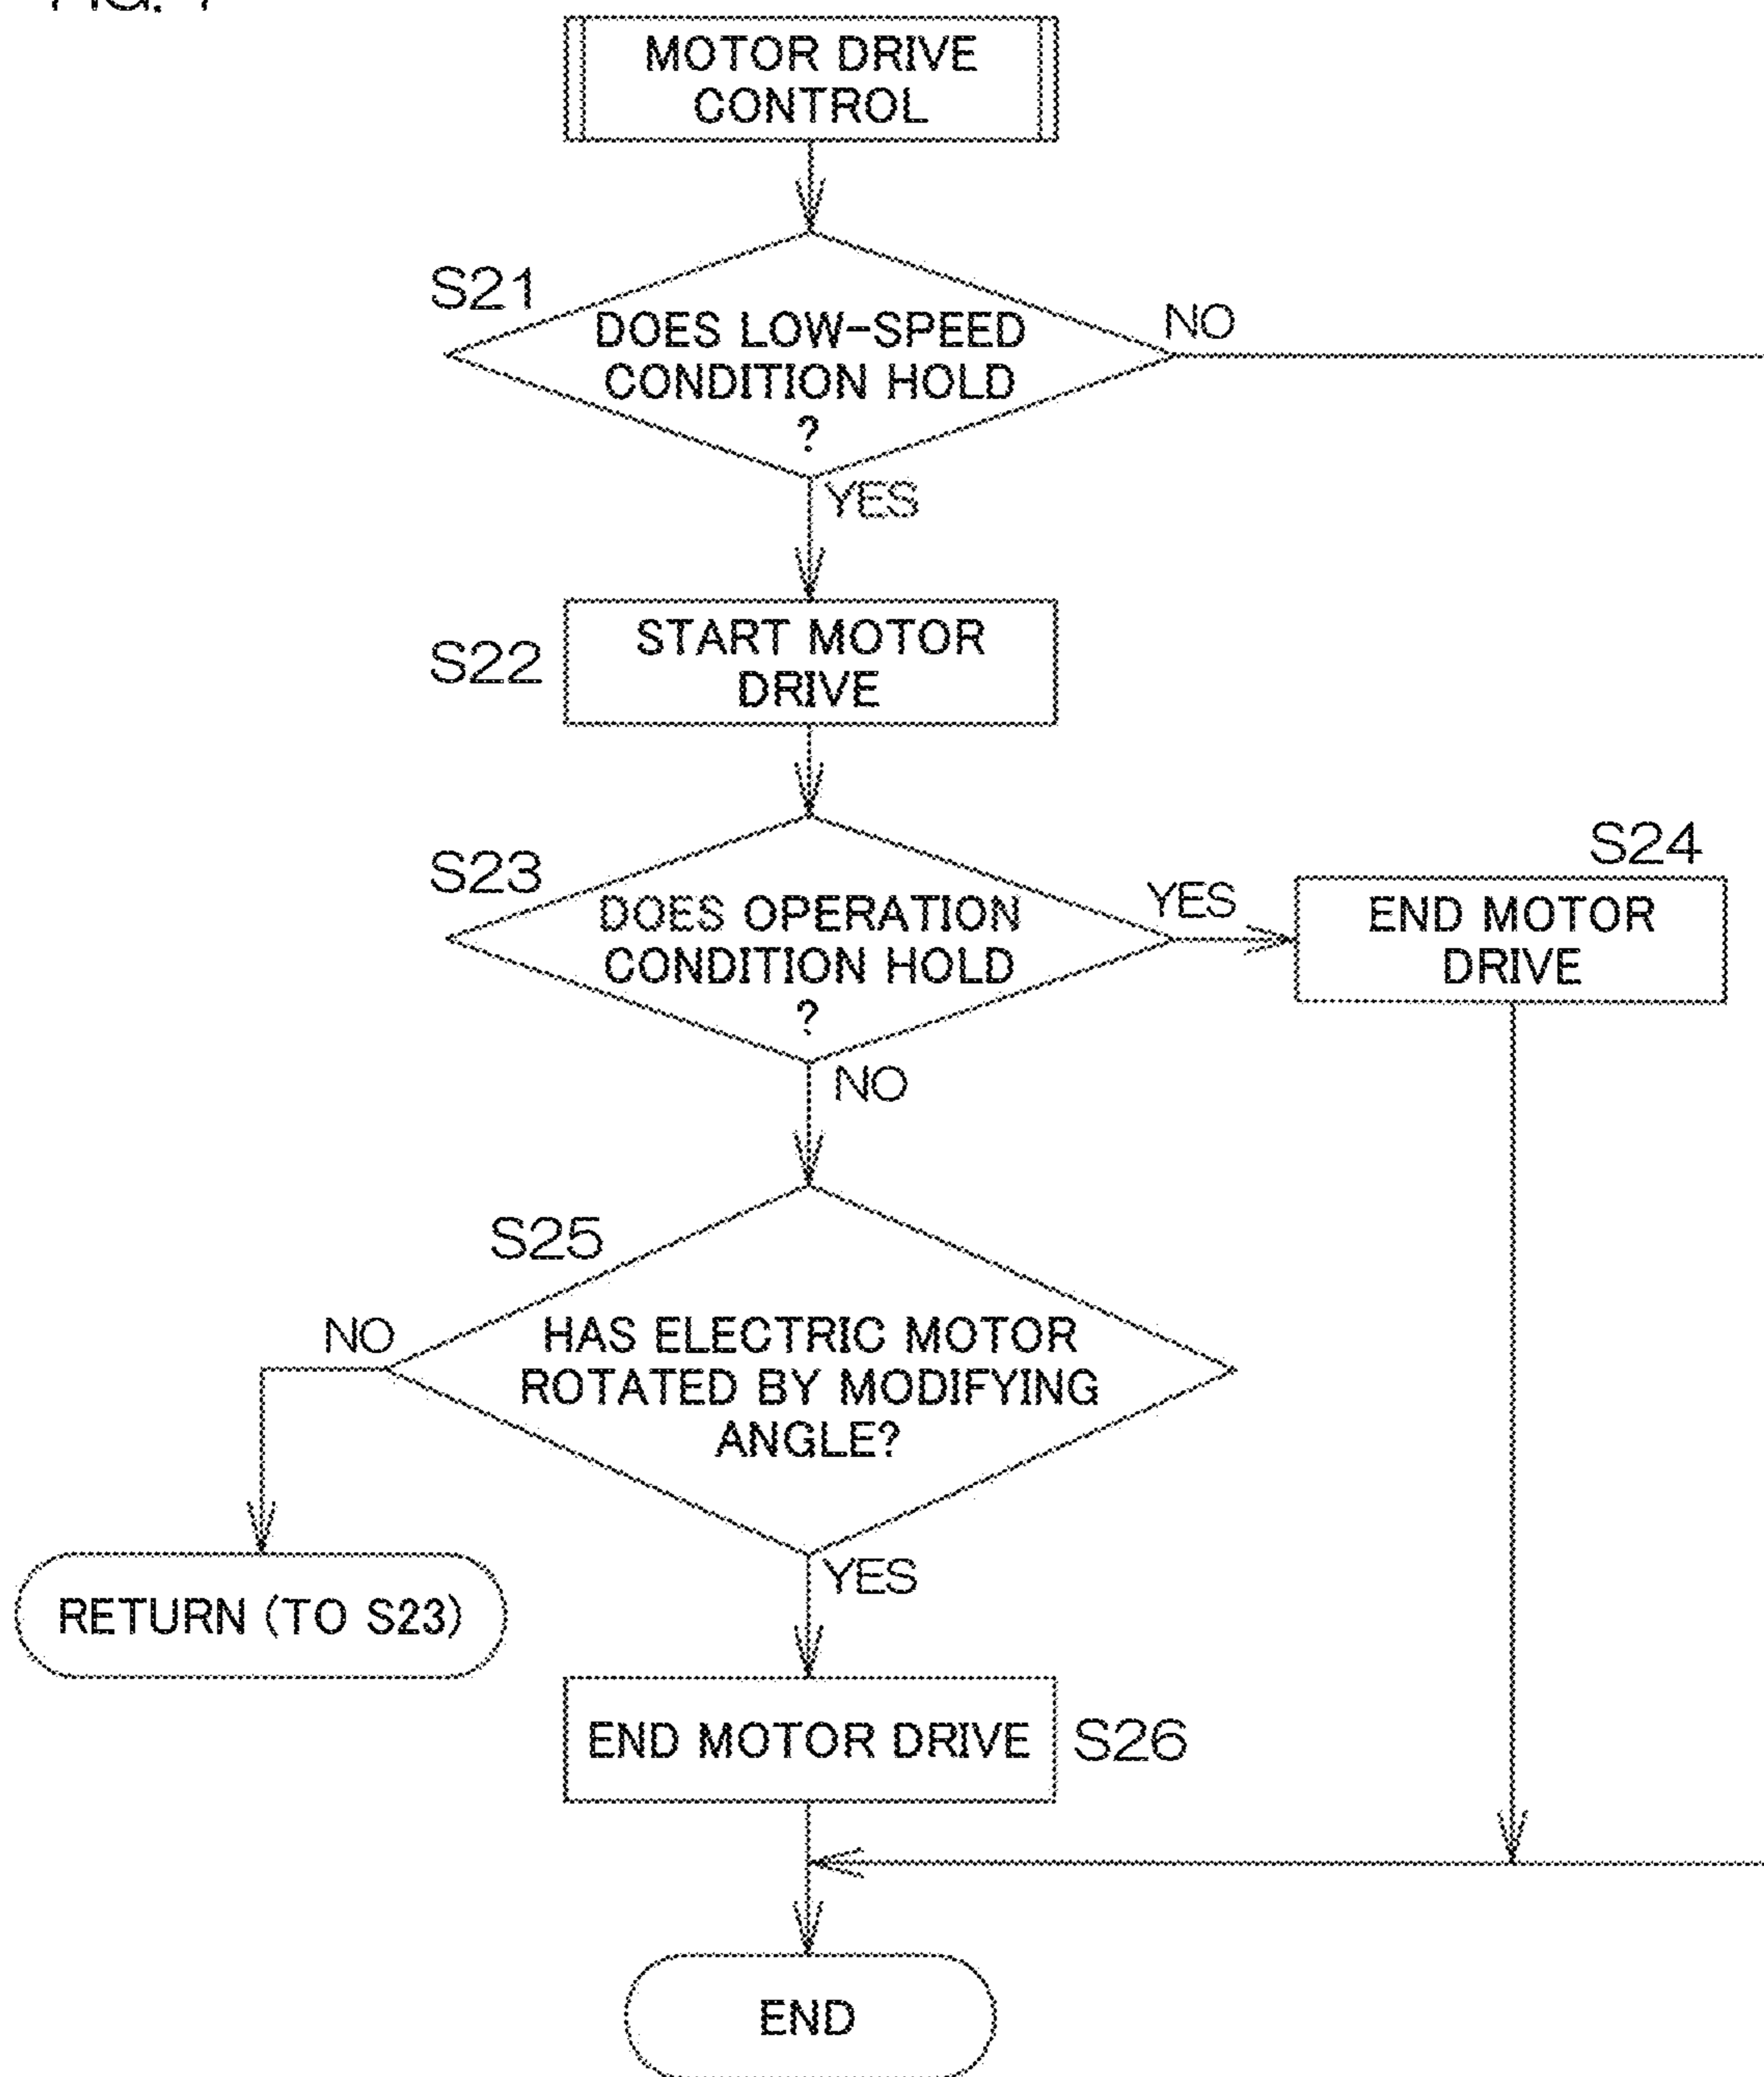 MOTOR DRIVE
CONTROL
S21
DOES LOW-SPEED
CONDITION HOLD
?
NO
YES
S22
START MOTOR
DRIVE
S23
DOES OPERATION
CONDITION HOLD
?
YES
S24
END MOTOR
DRIVE
NO
S25
HAS ELECTRIC MOTOR
ROTATED BY MODIFYING
ANGLE?
NO
RETURN (TO S23)
YES
END MOTOR DRIVE
S26
END